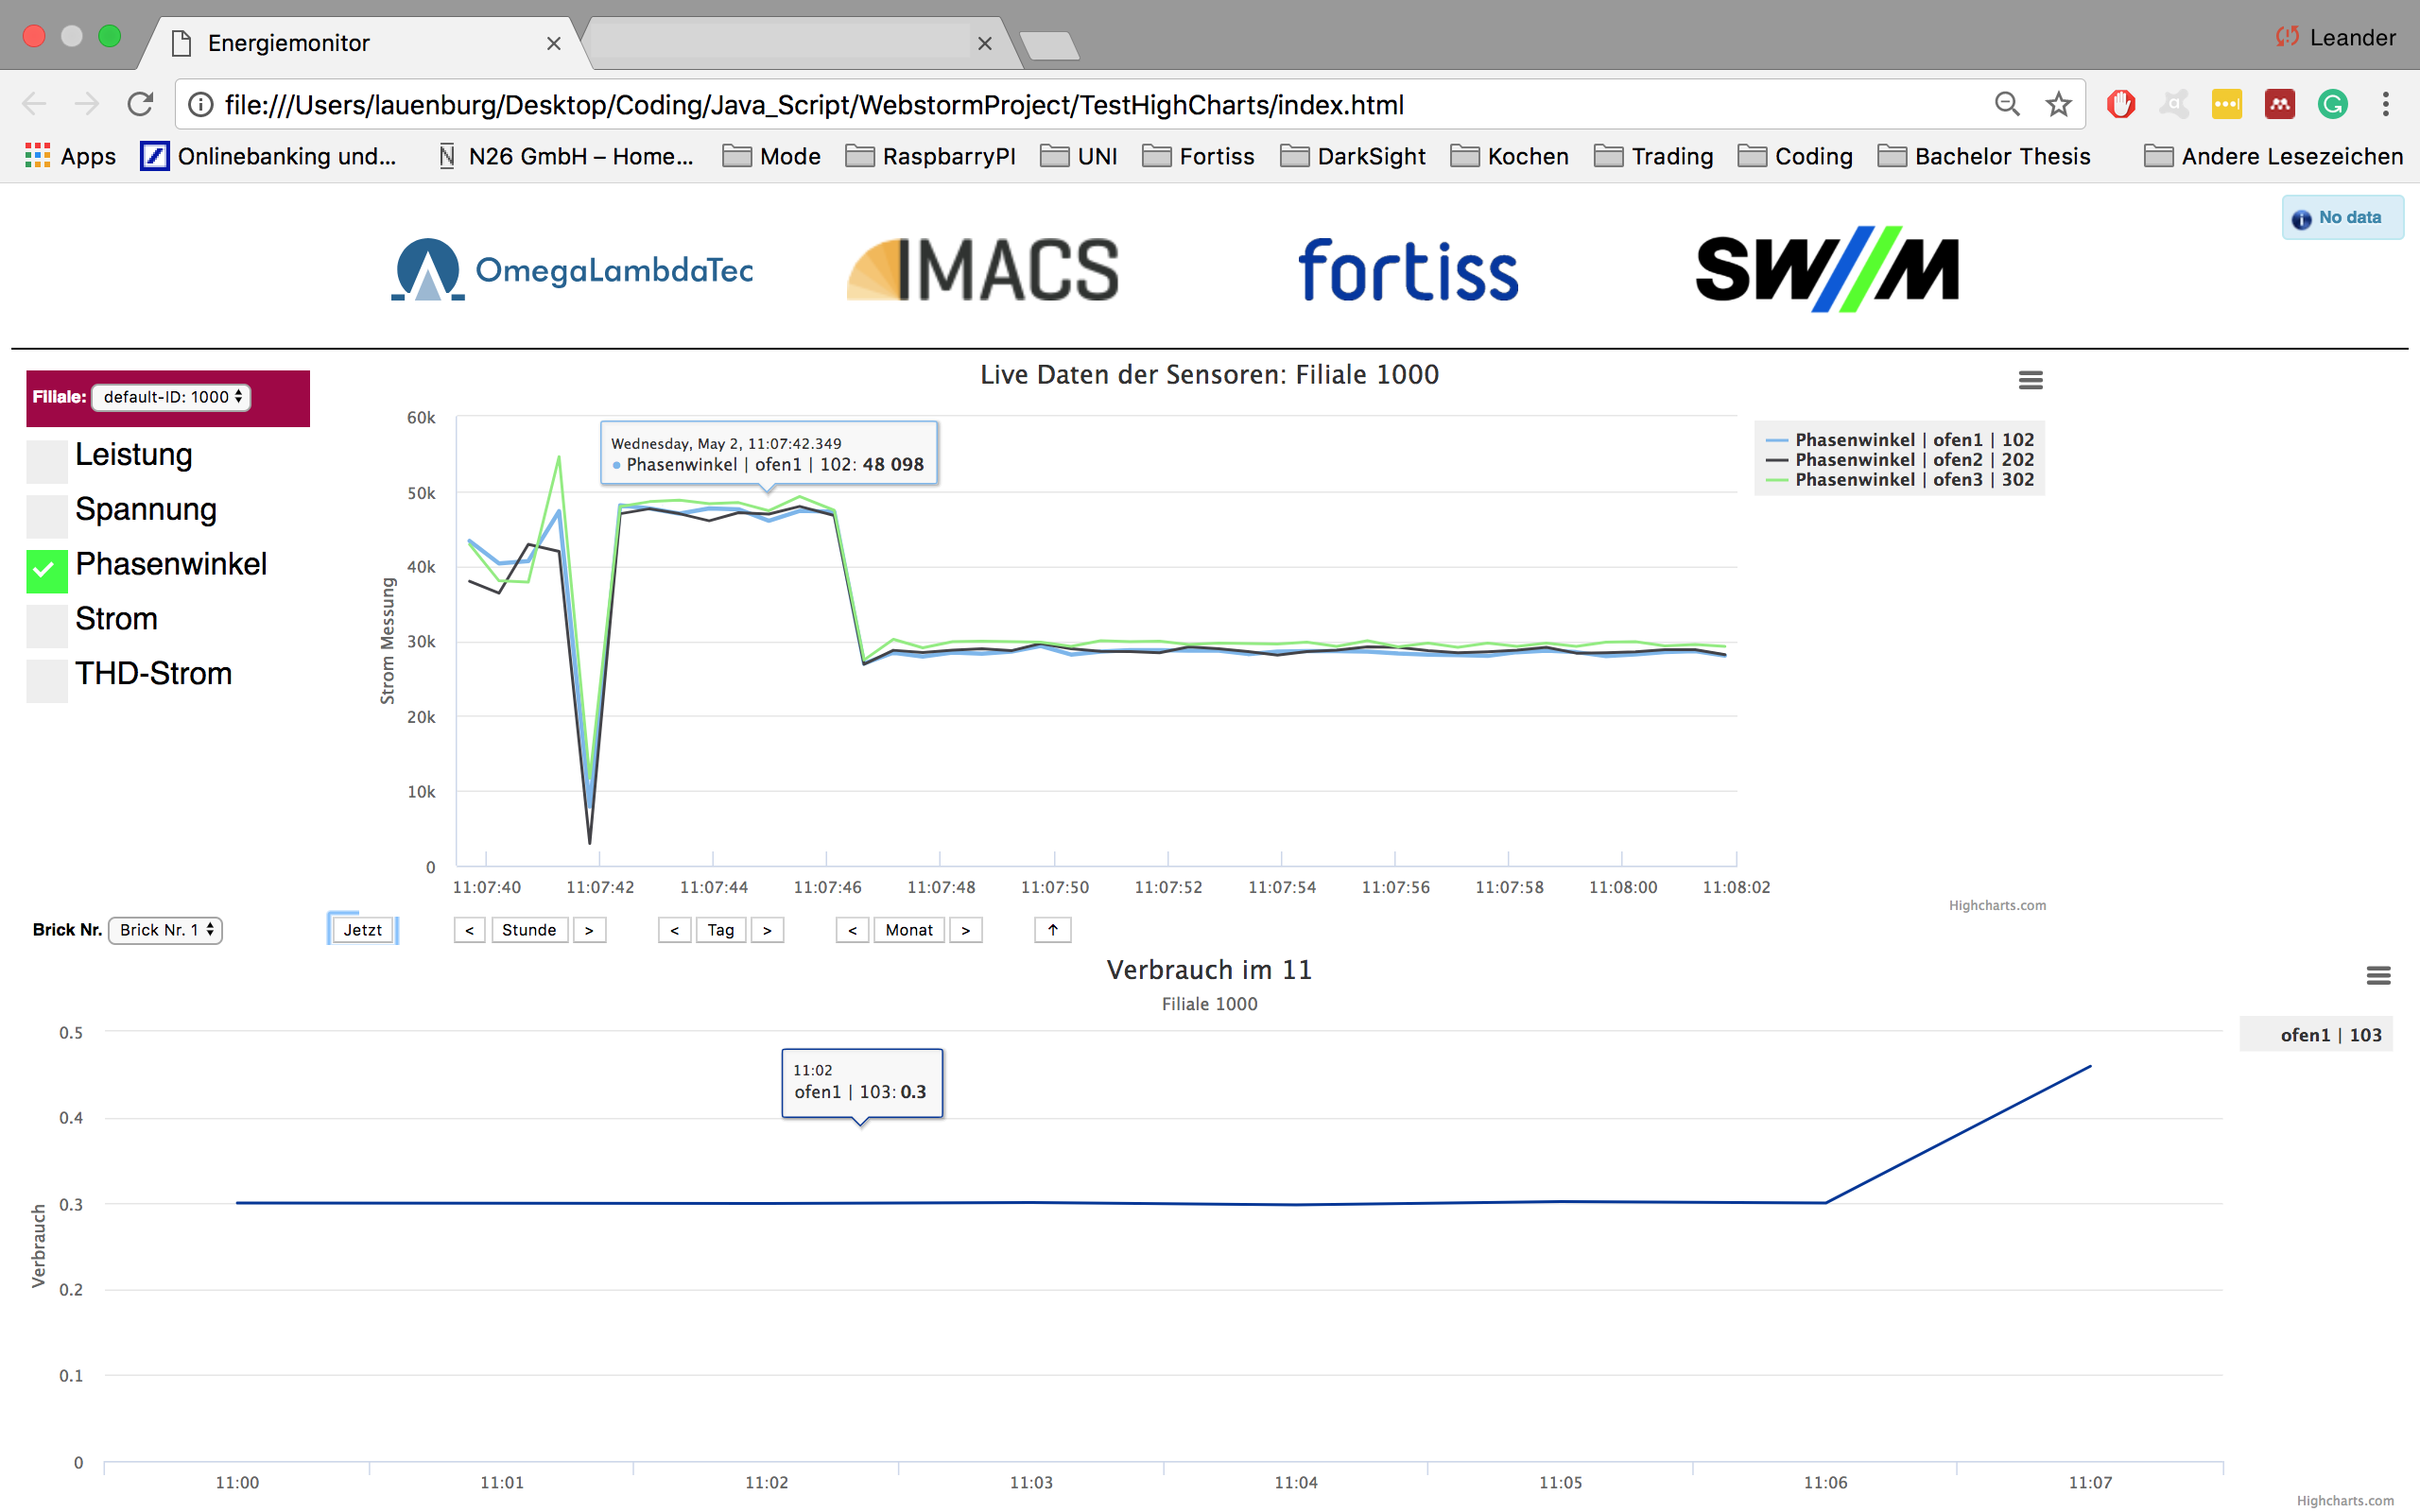 Energiemonitor
Leander
file:///Users/lauenburg/Desktop/Coding/Java_Script/WebstormProject/TestHighCharts/index.html
Apps Onlinebanking und... N26 GmbH – Home... Mode RaspbarryPI UNI Fortiss DarkSight Kochen Trading Coding Bachelor Thesis Andere Lesezeichen
No data
OmegaLambdaTec IMACS fortiss SW//M
Filiale: default-ID: 1000
Leistung
Spannung
Phasenwinkel
Strom
THD-Strom
Live Daten der Sensoren: Filiale 1000
Strom Messung
60k
50k
40k
30k
20k
10k
0
Wednesday, May 2, 11:07:42.349
Phasenwinkel | ofen1 | 102: 48 098
Phasenwinkel | ofen1 | 102
Phasenwinkel | ofen2 | 202
Phasenwinkel | ofen3 | 302
11:07:40 11:07:42 11:07:44 11:07:46 11:07:48 11:07:50 11:07:52 11:07:54 11:07:56 11:07:58 11:08:00 11:08:02
Highcharts.com
Brick Nr. Brick Nr. 1 Jetzt < Stunde > < Tag > < Monat > ↑
Verbrauch im 11
Filiale 1000
Verbrauch
0.5
0.4
0.3
0.2
0.1
0
11:02
ofen1 | 103: 0.3
ofen1 | 103
11:00 11:01 11:02 11:03 11:04 11:05 11:06 11:07
Highcharts.com